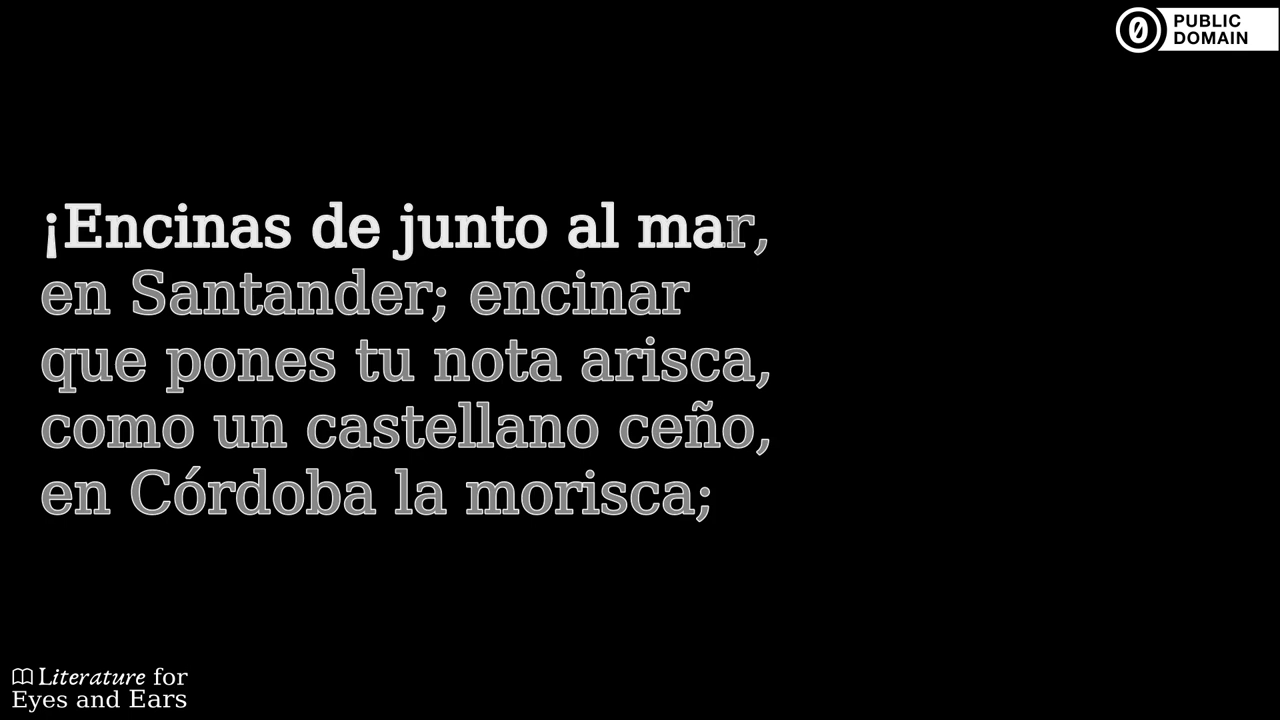 PUBLIC
DOMAIN
¡Encinas de junto al mar,
en Santander; encinar
que pones tu nota arisca,
como un castellano ceño,
en Córdoba la morisca;
Literature for
Eyes and Ears